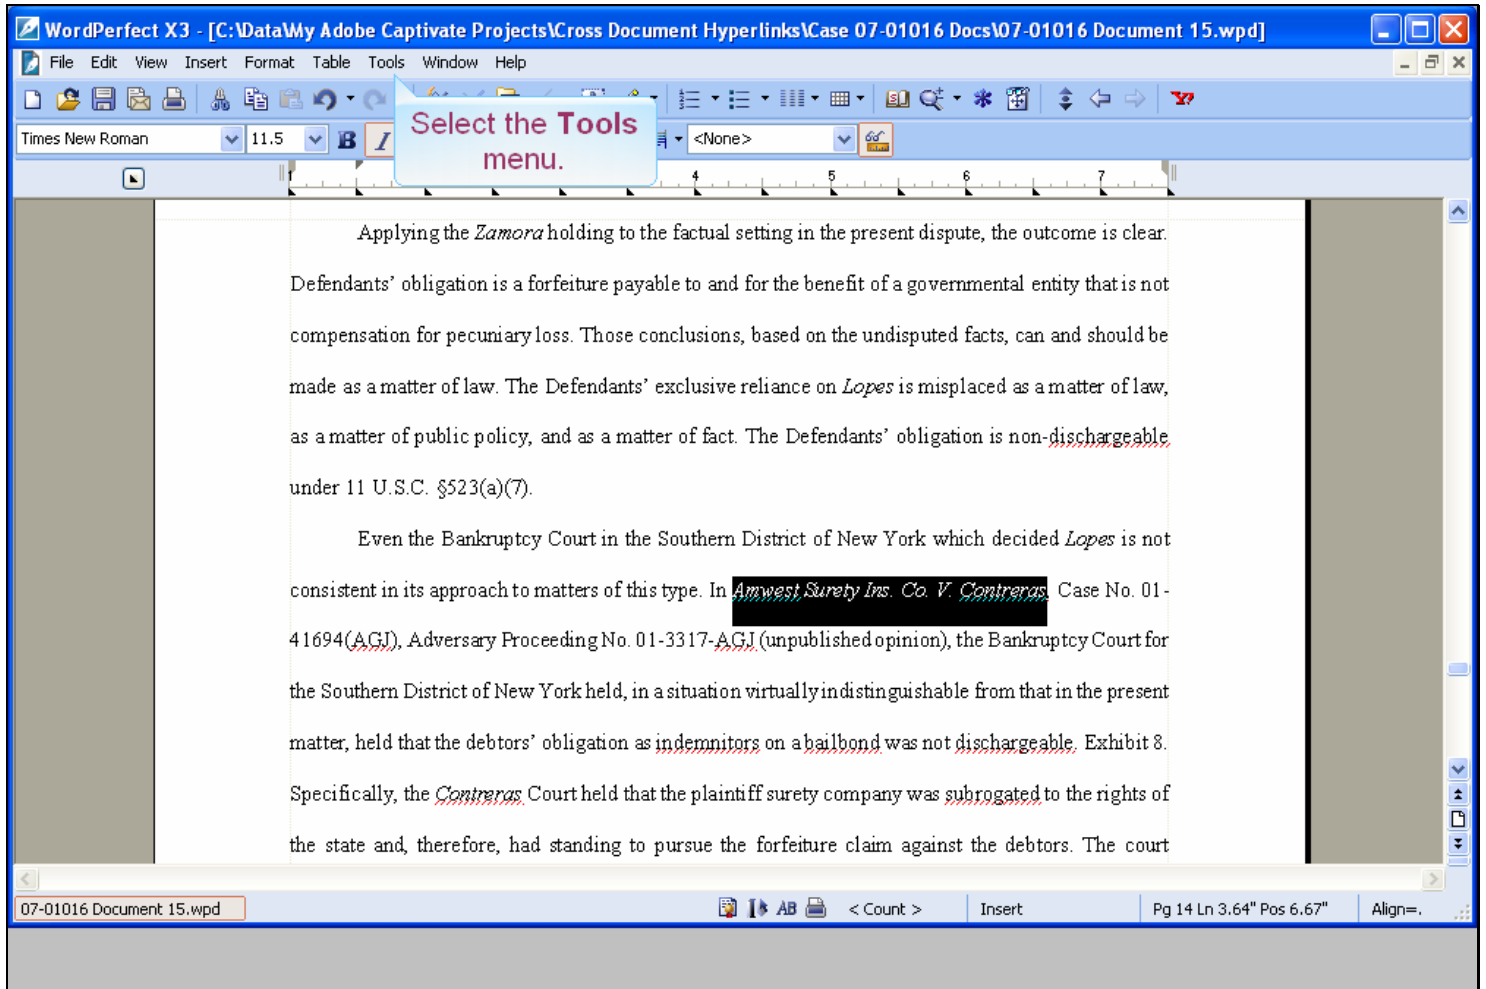 WordPerfect X3 - [C:\Data\My Adobe Captivate Projects\Cross Document Hyperlinks\Case 07-01016 Docs\07-01016 Document 15.wpd]
File Edit View Insert Format Table Tools Window Help
Select the Tools
menu.
Times New Roman 11.5 B I <None>
1 4 5 6 7
Applying the Zamora holding to the factual setting in the present dispute, the outcome is clear.
Defendants’ obligation is a forfeiture payable to and for the benefit of a governmental entity that is not
compensation for pecuniary loss. Those conclusions, based on the undisputed facts, can and should be
made as a matter of law. The Defendants’ exclusive reliance on Lopes is misplaced as a matter of law,
as a matter of public policy, and as a matter of fact. The Defendants’ obligation is non-dischargeable
under 11 U.S.C. §523(a)(7).
Even the Bankruptcy Court in the Southern District of New York which decided Lopes is not
consistent in its approach to matters of this type. In Amwest Surety Ins. Co. V. Contreras, Case No. 01-
41694(AGJ), Adversary Proceeding No. 01-3317-AGJ (unpublished opinion), the Bankruptcy Court for
the Southern District of New York held, in a situation virtually indistinguishable from that in the present
matter, held that the debtors’ obligation as indemnitors on a bailbond was not dischargeable. Exhibit 8.
Specifically, the Contreras Court held that the plaintiff surety company was subrogated to the rights of
the state and, therefore, had standing to pursue the forfeiture claim against the debtors. The court
07-01016 Document 15.wpd AB < Count > Insert Pg 14 Ln 3.64" Pos 6.67" Align=.